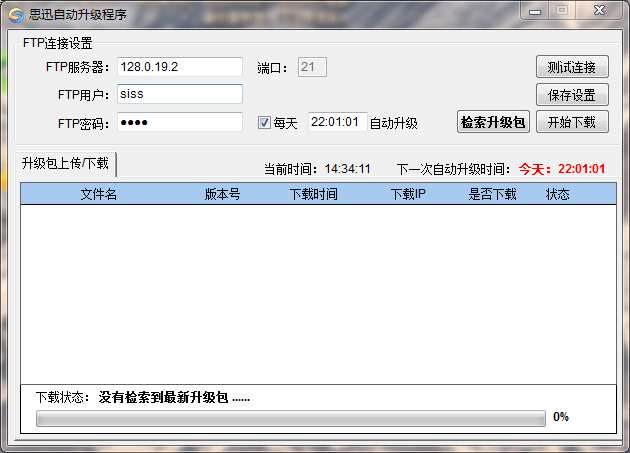 思迅自动升级程序
FTP连接设置
FTP服务器： 128.0.19.2 端口： 21 测试连接
FTP用户： siss 保存设置
FTP密码： ●●●● 每天 22:01:01 自动升级 检索升级包 开始下载
升级包上传/下载 当前时间：14:34:11 下一次自动升级时间：今天：22:01:01
文件名 版本号 下载时间 下载IP 是否下载 状态
下载状态：没有检索到最新升级包 ......
0%